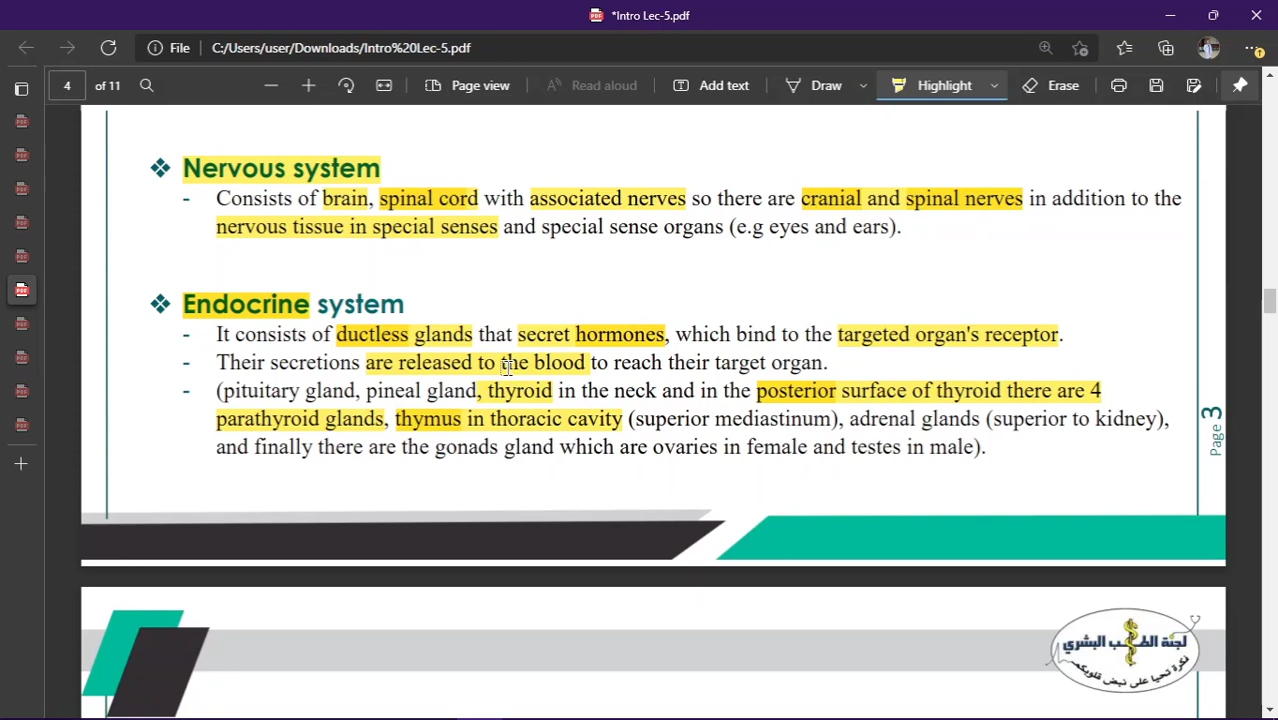 *Intro Lec-5.pdf
File C:/Users/user/Downloads/Intro%20Lec-5.pdf
4 of 11 Page view Read aloud Add text Draw Highlight Erase
❖ Nervous system
- Consists of brain, spinal cord with associated nerves so there are cranial and spinal nerves in addition to the
nervous tissue in special senses and special sense organs (e.g eyes and ears).
❖ Endocrine system
- It consists of ductless glands that secret hormones, which bind to the targeted organ's receptor.
- Their secretions are released to the blood to reach their target organ.
- (pituitary gland, pineal gland, thyroid in the neck and in the posterior surface of thyroid there are 4
parathyroid glands, thymus in thoracic cavity (superior mediastinum), adrenal glands (superior to kidney),
and finally there are the gonads gland which are ovaries in female and testes in male).
Page 3
لجنة الطب البشري
فكرة تحيا على نبض قلوبكم